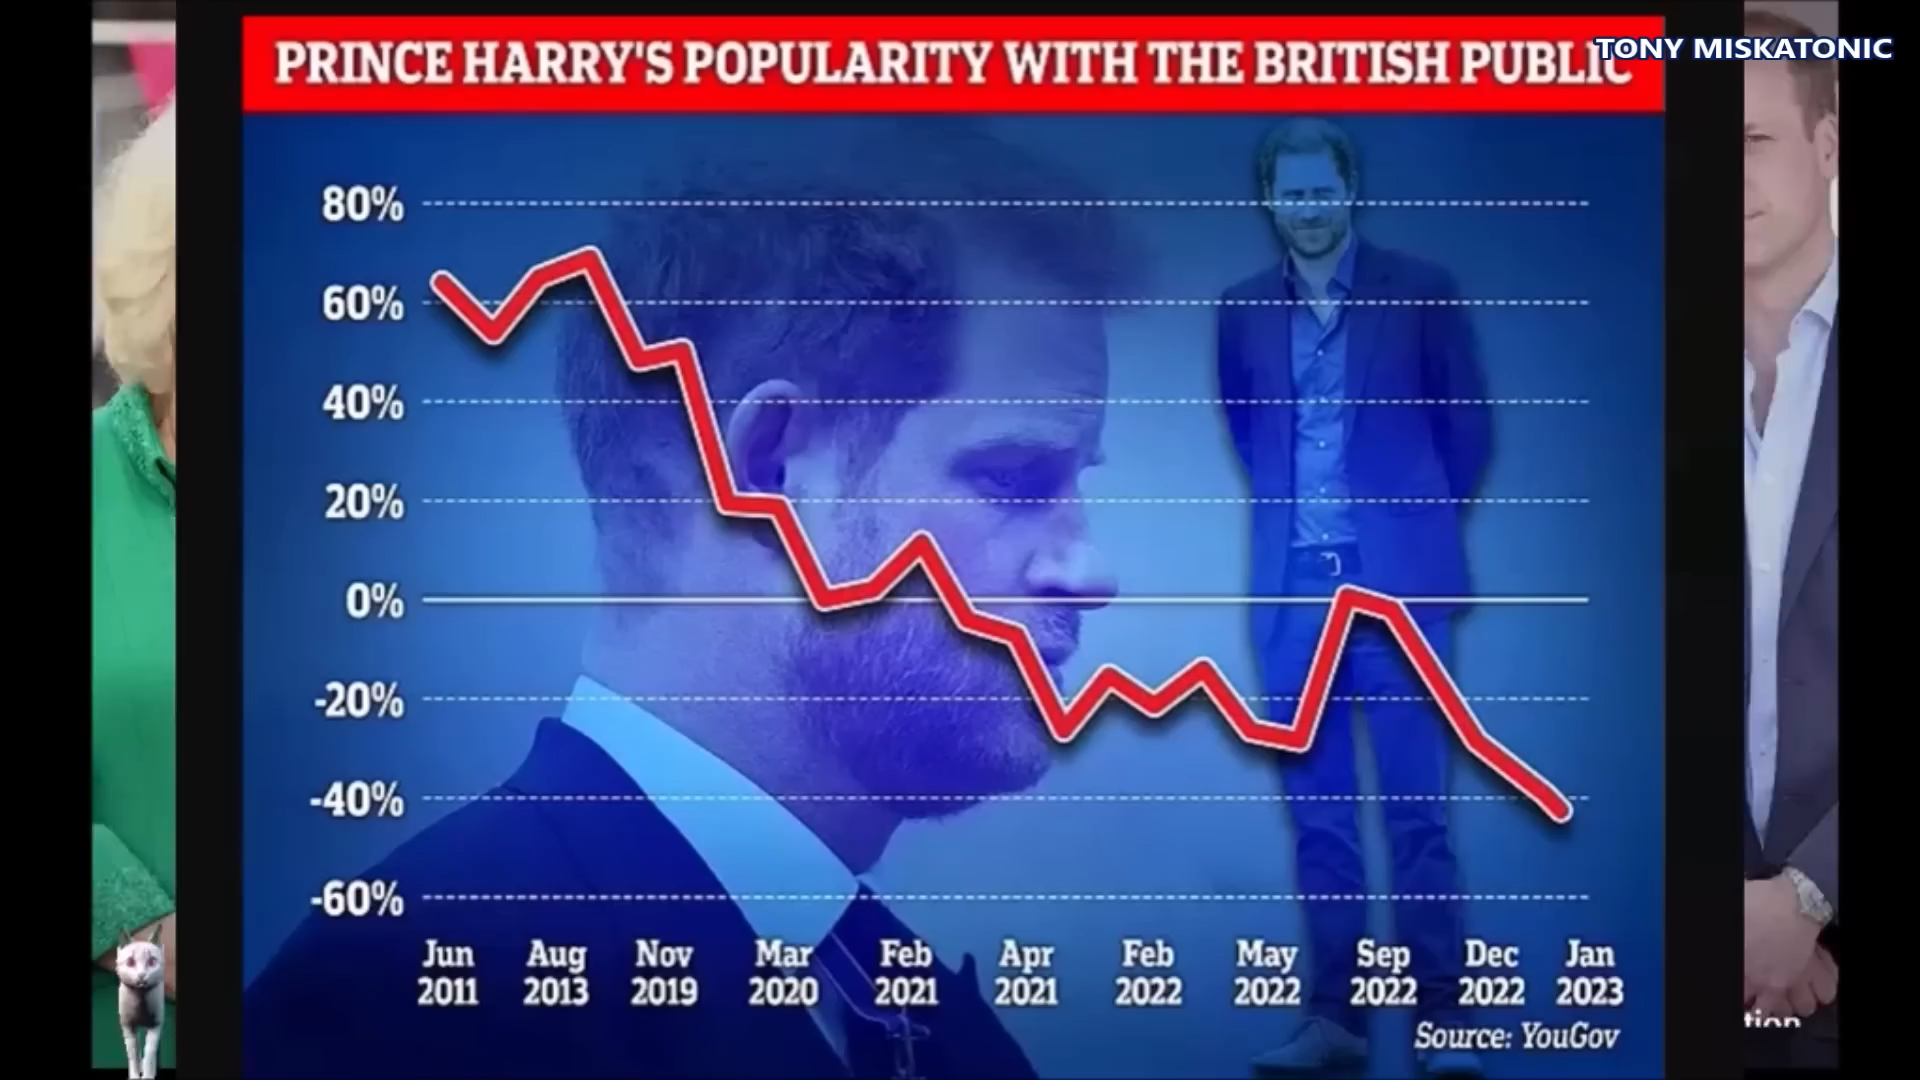 PRINCE HARRY'S POPULARITY WITH THE BRITISH PUBLIC
TONY MISKATONIC
80%
60%
40%
20%
0%
-20%
-40%
-60%
Jun Aug Nov Mar Feb Apr Feb May Sep Dec Jan
2011 2013 2019 2020 2021 2021 2022 2022 2022 2022 2023
Source: YouGov